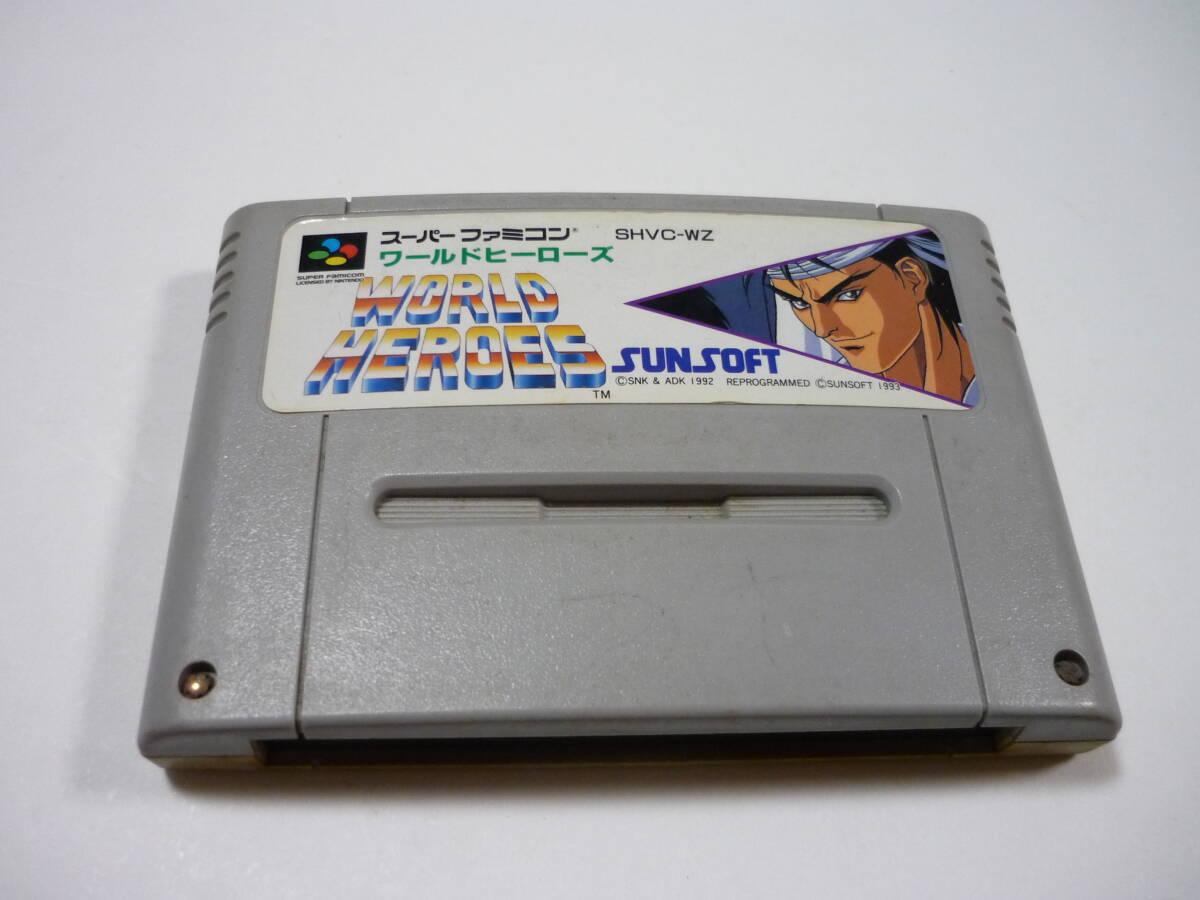 スーパーファミコン® SHVC-WZ
SUPER FAMICOM
LICENSED BY NINTENDO
ワールドヒーローズ
WORLD
HEROES
TM
SUNSOFT
©SNK & ADK 1992 REPROGRAMMED ©SUNSOFT 1993